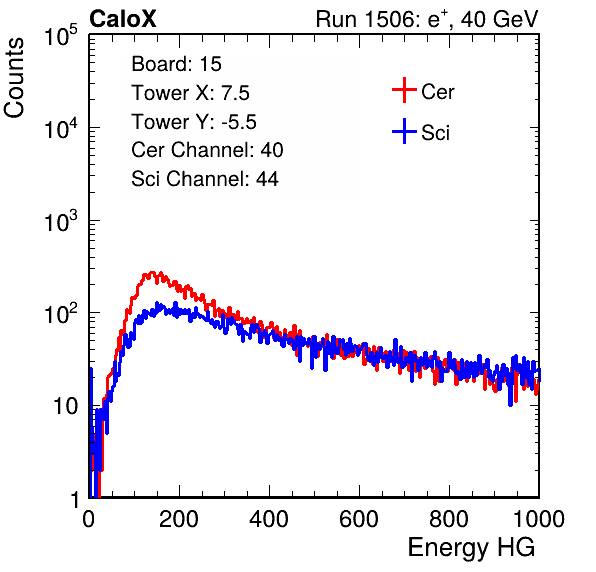 CaloX Run 1506: e⁺, 40 GeV
Board: 15
Tower X: 7.5
Tower Y: -5.5
Cer Channel: 40
Sci Channel: 44
Cer
Sci
Counts
10⁵
10⁴
10³
10²
10
1
0 200 400 600 800 1000
Energy HG